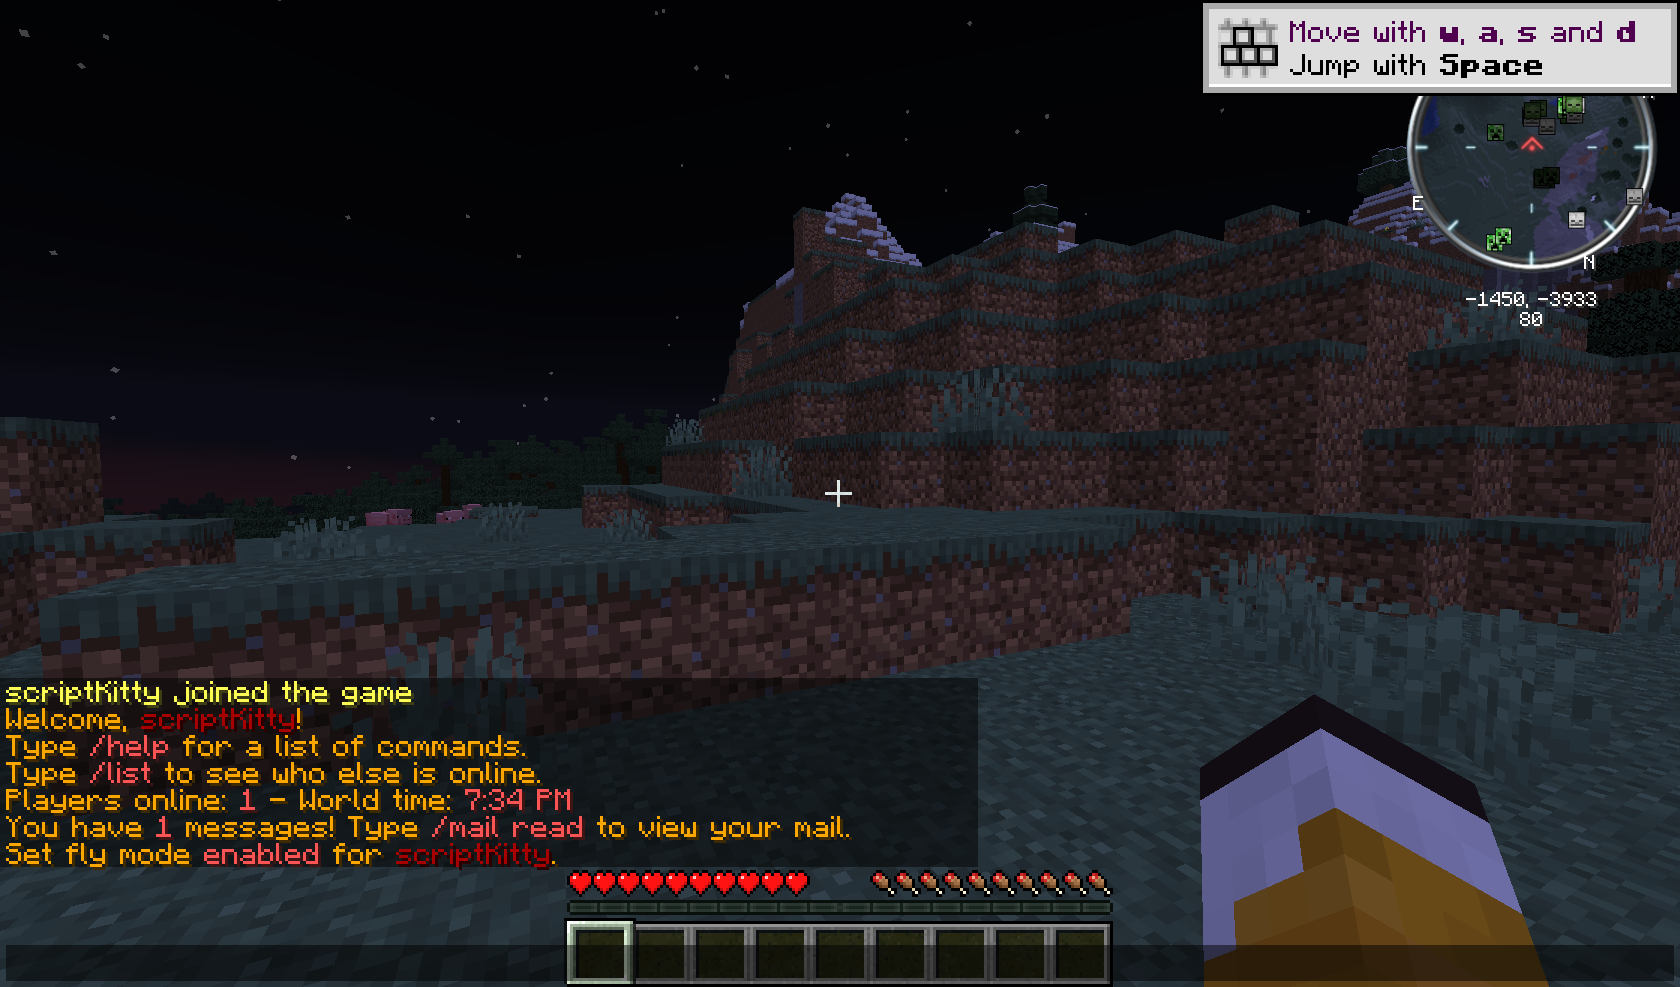 Move with w, a, s and d
Jump with Space
E
N
-1450, -3933
80
scriptKitty joined the game
Welcome, scriptKitty!
Type /help for a list of commands.
Type /list to see who else is online.
Players online: 1 - World time: 7:34 PM
You have 1 messages! Type /mail read to view your mail.
Set fly mode enabled for scriptKitty.